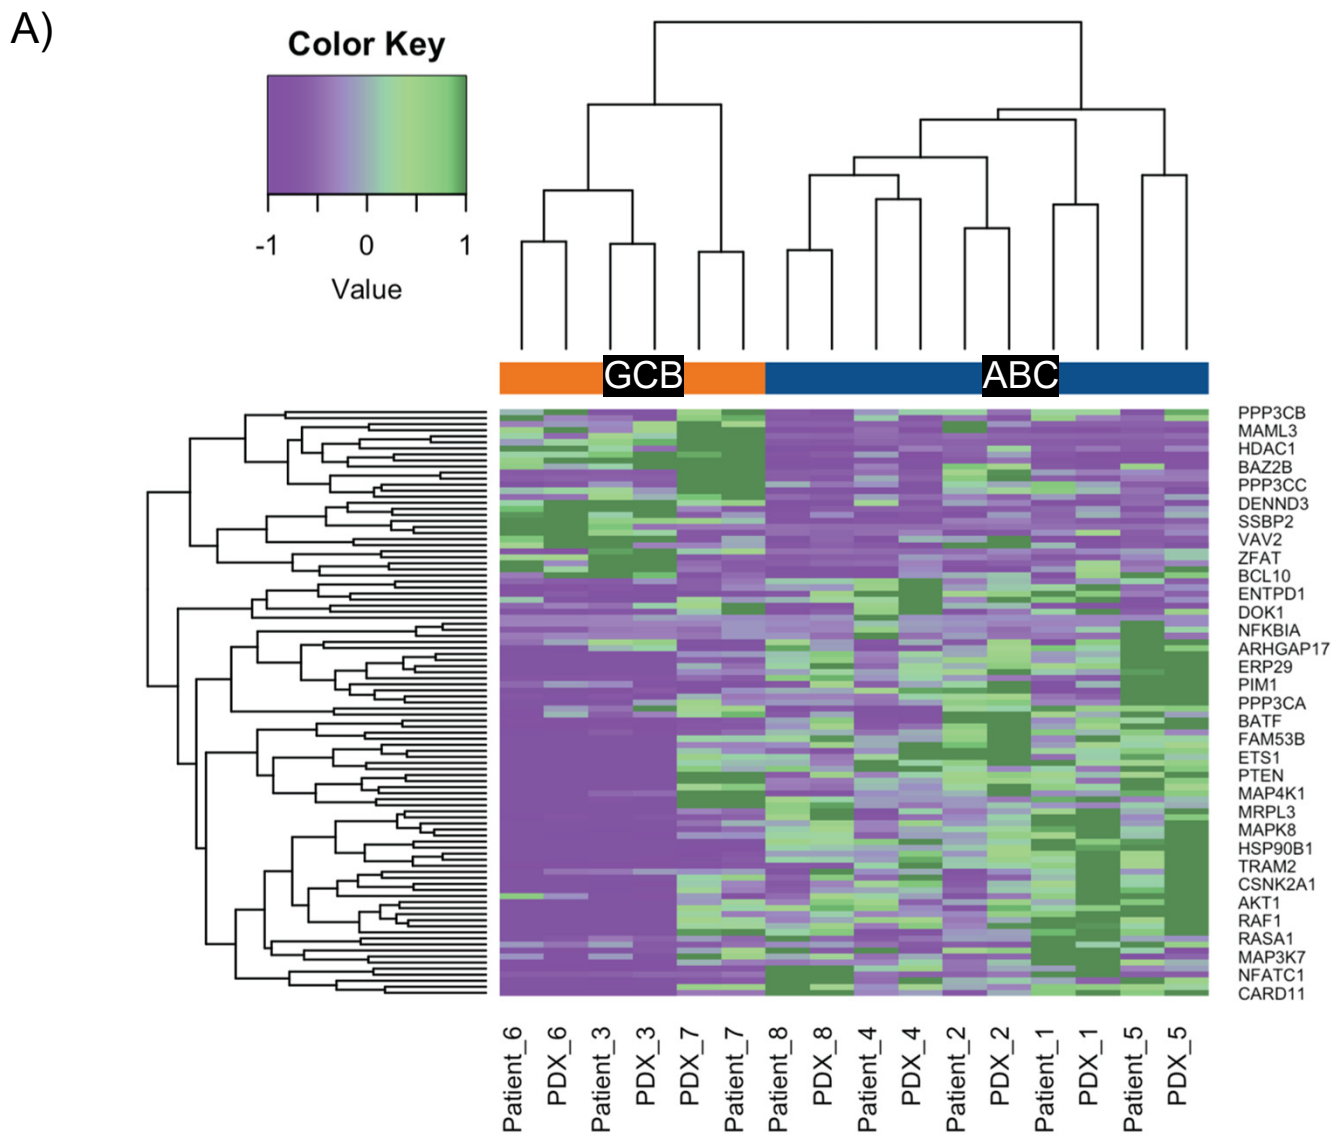 A)
Color Key
-1 0 1
Value
GCB ABC
PPP3CB
MAML3
HDAC1
BAZ2B
PPP3CC
DENND3
SSBP2
VAV2
ZFAT
BCL10
ENTPD1
DOK1
NFKBIA
ARHGAP17
ERP29
PIM1
PPP3CA
BATF
FAM53B
ETS1
PTEN
MAP4K1
MRPL3
MAPK8
HSP90B1
TRAM2
CSNK2A1
AKT1
RAF1
RASA1
MAP3K7
NFATC1
CARD11
Patient_6
PDX_6
Patient_3
PDX_3
PDX_7
Patient_7
Patient_8
PDX_8
Patient_4
PDX_4
Patient_2
PDX_2
Patient_1
PDX_1
Patient_5
PDX_5